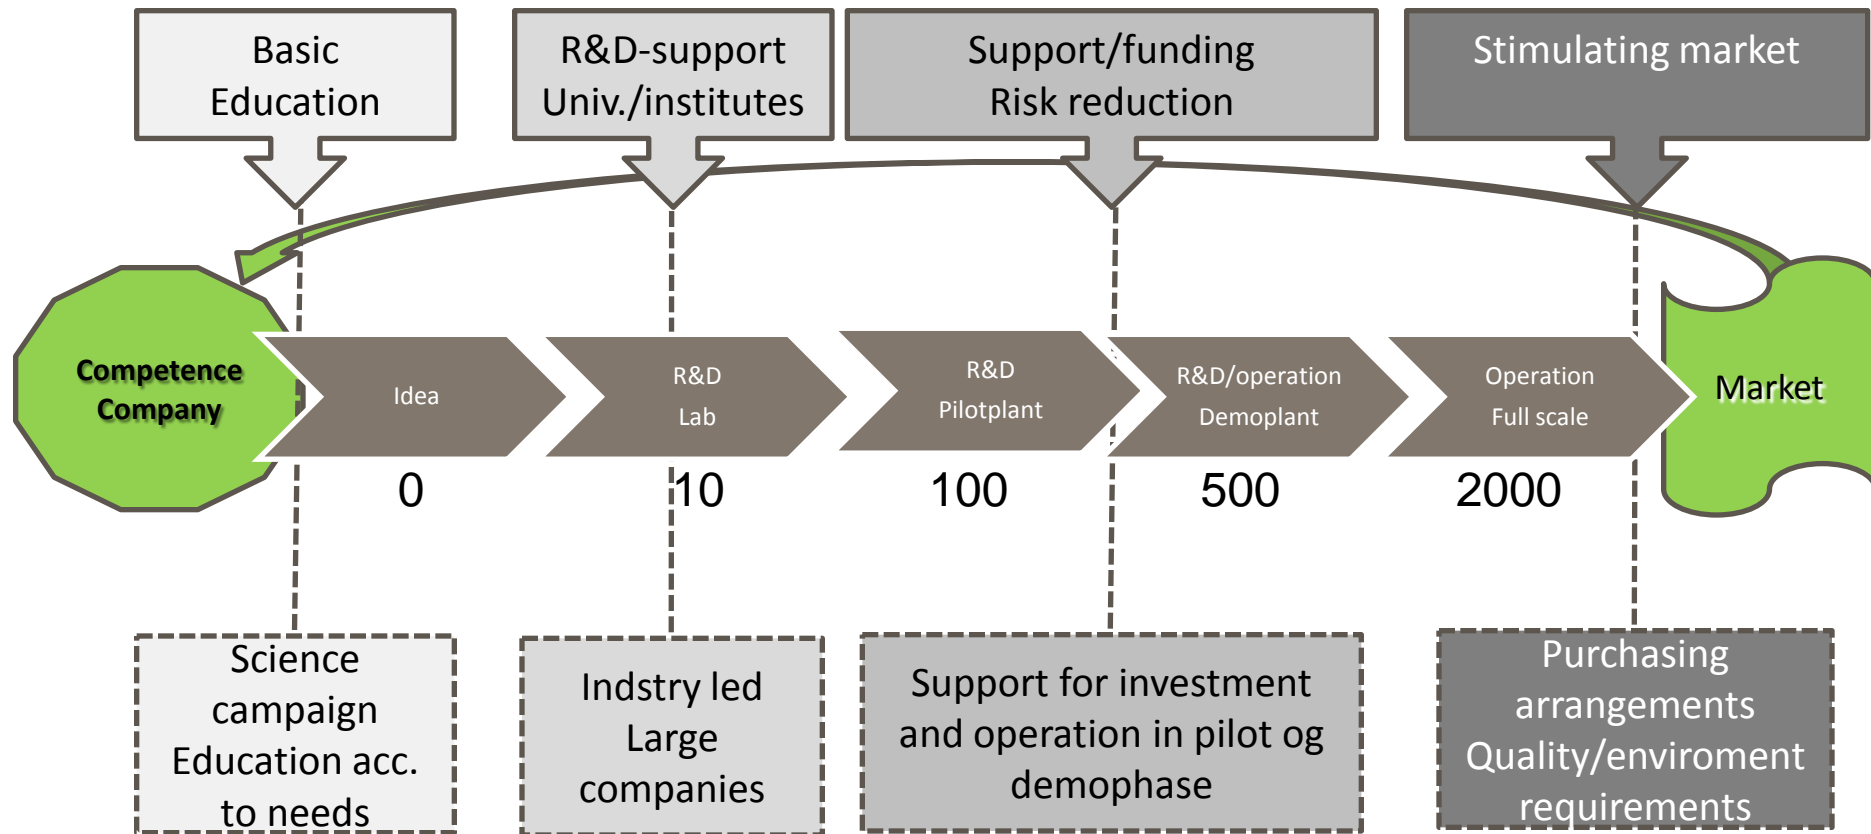 Basic
Education
R&D-support
Univ./institutes
Support/funding
Risk reduction
Stimulating market
Competence
Company
Idea
R&D
Lab
R&D
Pilotplant
R&D/operation
Demoplant
Operation
Full scale
Market
0
10
100
500
2000
Science
campaign
Education acc.
to needs
Indstry led
Large
companies
Support for investment
and operation in pilot og
demophase
Purchasing
arrangements
Quality/enviroment
requirements